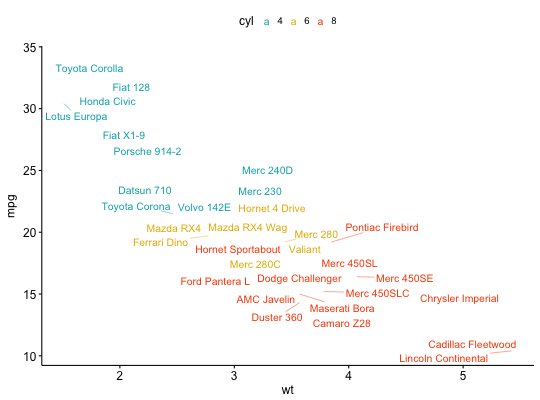 cyl a 4 a 6 a 8
35
Toyota Corolla
Fiat 128
30
Honda Civic
Lotus Europa
Fiat X1-9
Porsche 914-2
25
Merc 240D
Datsun 710
Merc 230
Toyota Corona
Volvo 142E
Hornet 4 Drive
mpg
20
Mazda RX4
Mazda RX4 Wag
Pontiac Firebird
Merc 280
Ferrari Dino
Hornet Sportabout
Valiant
Merc 280C
Merc 450SL
Ford Pantera L
Dodge Challenger
Merc 450SE
15
AMC Javelin
Merc 450SLC
Chrysler Imperial
Maserati Bora
Duster 360
Camaro Z28
Cadillac Fleetwood
10
Lincoln Continental
2 3 4 5
wt